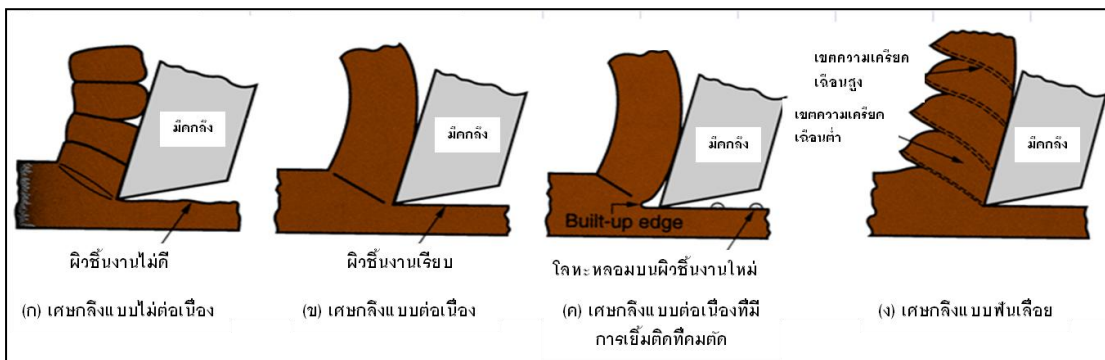 มีดกลึง
ผิวชิ้นงานไม่ดี
(ก) เศษกลึงแบบไม่ต่อเนื่อง
มีดกลึง
ผิวชิ้นงานเรียบ
(ข) เศษกลึงแบบต่อเนื่อง
มีดกลึง
Built-up edge
โลหะหลอมบนผิวชิ้นงานใหม่
(ค) เศษกลึงแบบต่อเนื่องที่มี
การเยิ้มติดที่คมตัด
เขตความเครียด
เฉือนสูง
เขตความเครียด
เฉือนต่ำ
มีดกลึง
(ง) เศษกลึงแบบฟันเลื่อย